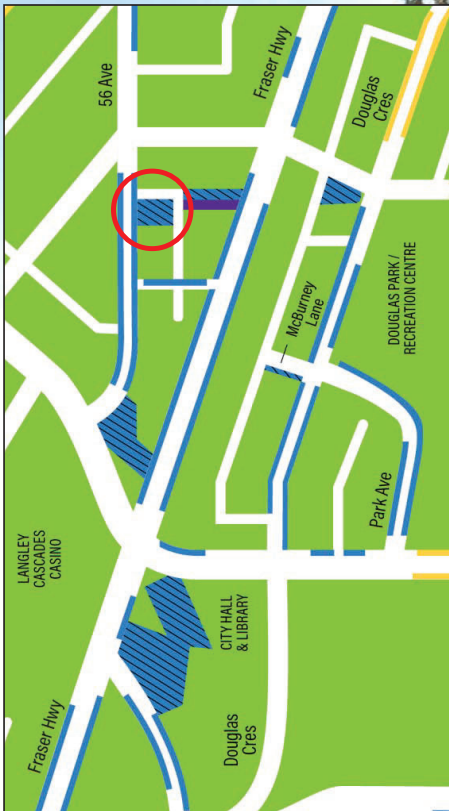 56 Ave
Fraser Hwy
Douglas
Cres
McBurney
Lane
DOUGLAS PARK /
RECREATION CENTRE
Park Ave
LANGLEY
CASCADES
CASINO
CITY HALL
& LIBRARY
Fraser Hwy
Douglas
Cres